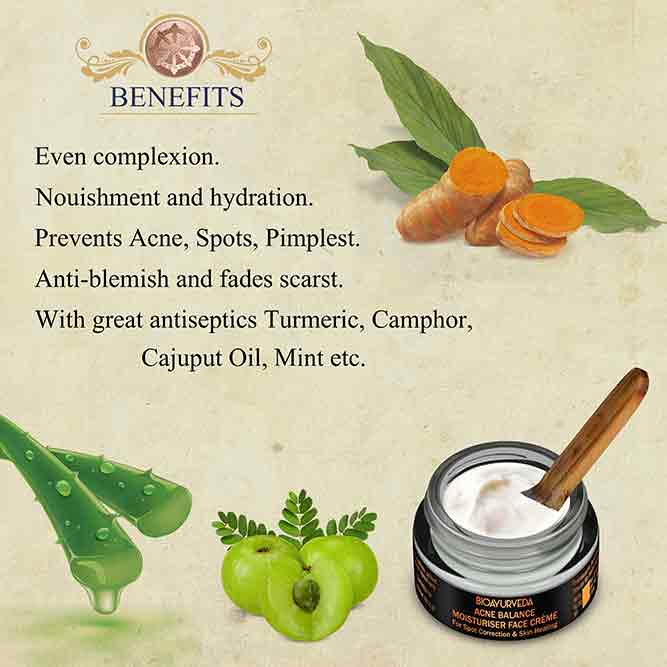 BENEFITS
Even complexion.
Nouishment and hydration.
Prevents Acne, Spots, Pimplest.
Anti-blemish and fades scarst.
With great antiseptics Turmeric, Camphor,
Cajuput Oil, Mint etc.
BIOAYURVEDA
ACNE BALANCE
MOISTURISER FACE CRÈME
For Spot Correction & Skin Healing